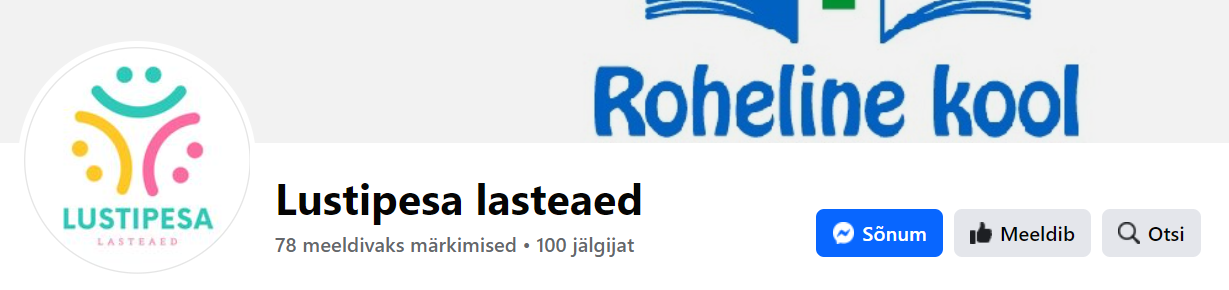 Roheline kool
LUSTIPESA
LASTEAED
Lustipesa lasteaed
78 meeldivaks märkimised • 100 jälgijat
Sõnum
Meeldib
Otsi